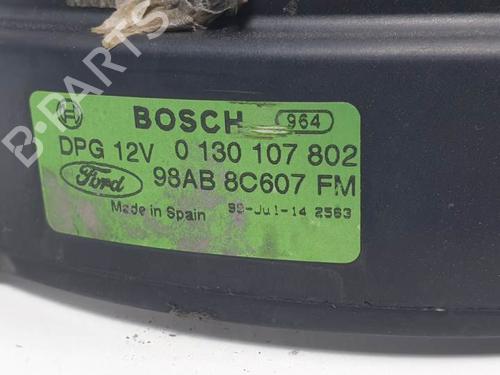 BOSCH 964
DPG 12V 0 130 107 802
Ford 98AB 8C607 FM
Made in Spain 99-Jul-14 2563
B-PARTS